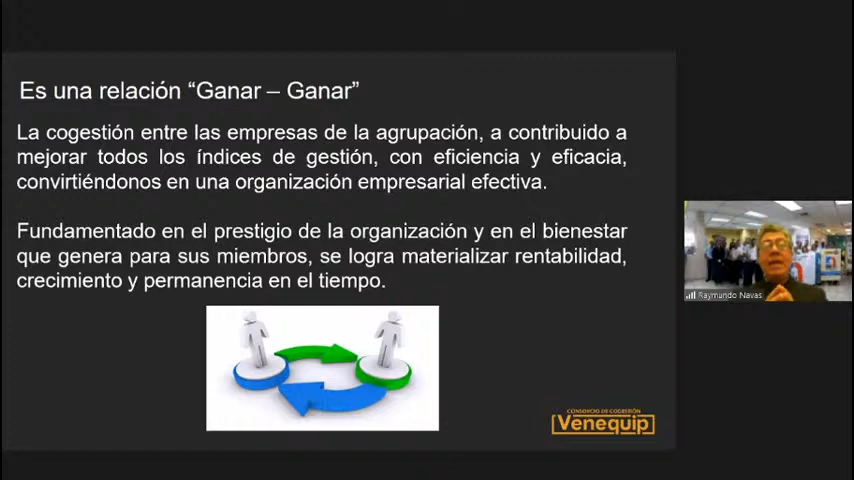 Es una relación “Ganar – Ganar”
La cogestión entre las empresas de la agrupación, a contribuido a
mejorar todos los índices de gestión, con eficiencia y eficacia,
convirtiéndonos en una organización empresarial efectiva.
Fundamentado en el prestigio de la organización y en el bienestar
que genera para sus miembros, se logra materializar rentabilidad,
crecimiento y permanencia en el tiempo.
CONSORCIO DE COGESTIÓN
Venequip
Raymundo Navas